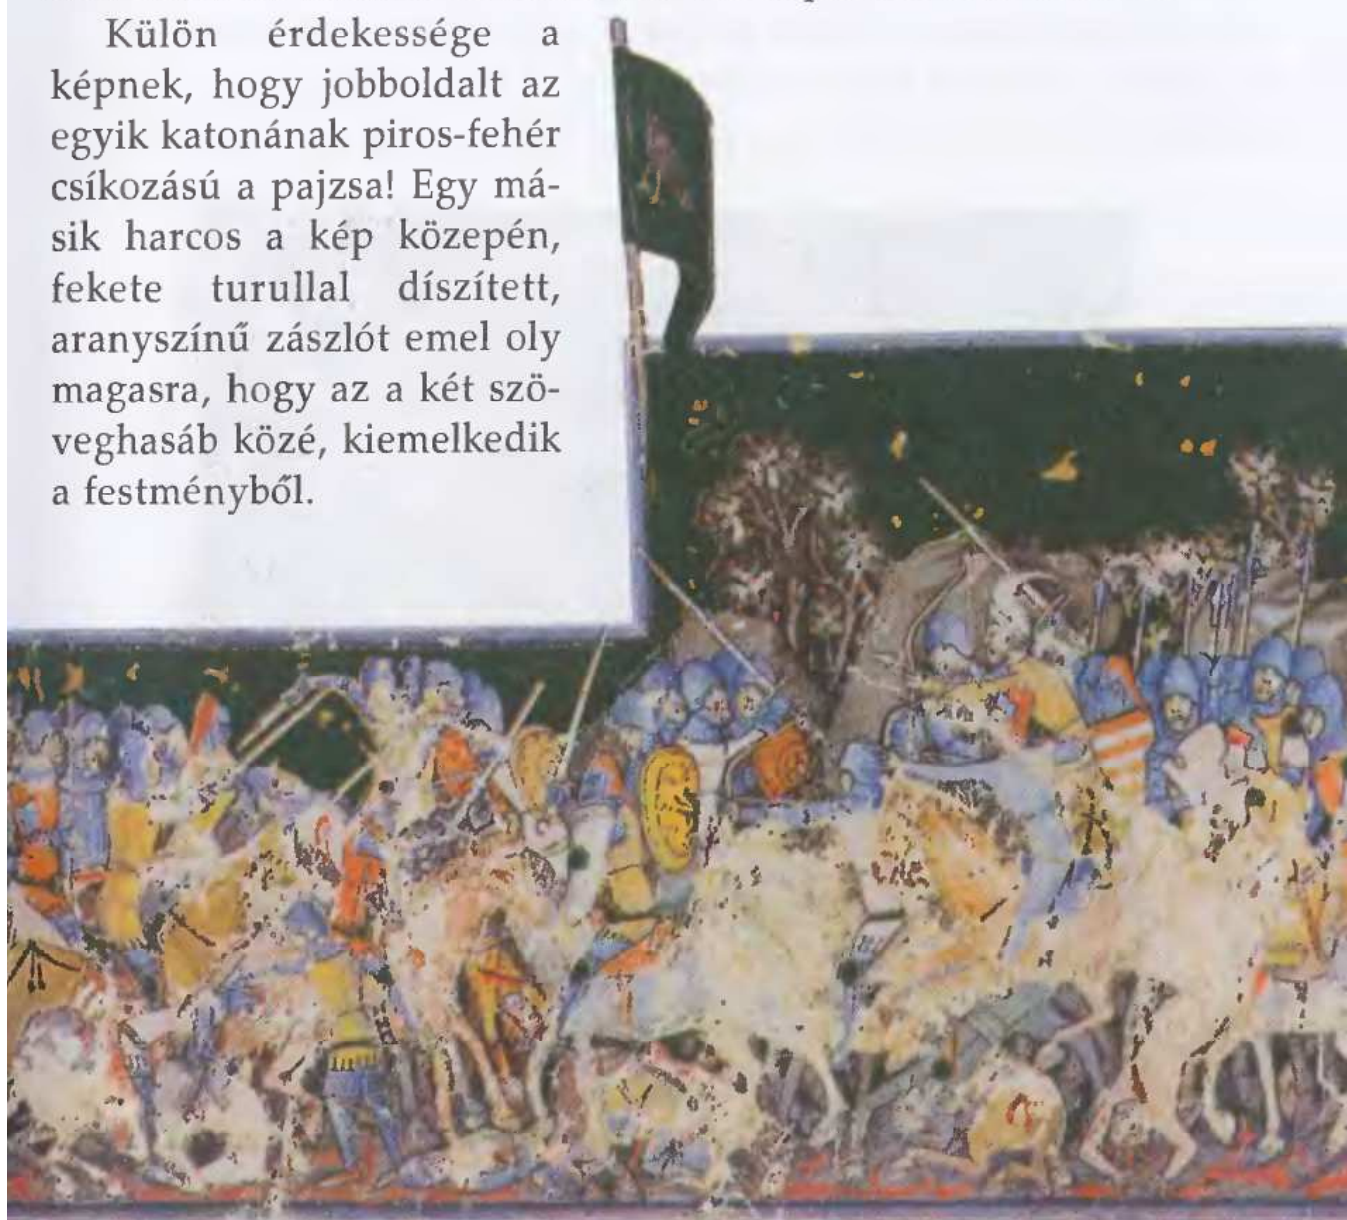 Külön érdekessége a
képnek, hogy jobboldalt az
egyik katonának piros-fehér
csíkozású a pajzsa! Egy má-
sik harcos a kép közepén,
fekete turullal díszített,
aranyszínű zászlót emel oly
magasra, hogy az a két szö-
veghasáb közé, kiemelkedik
a festményből.